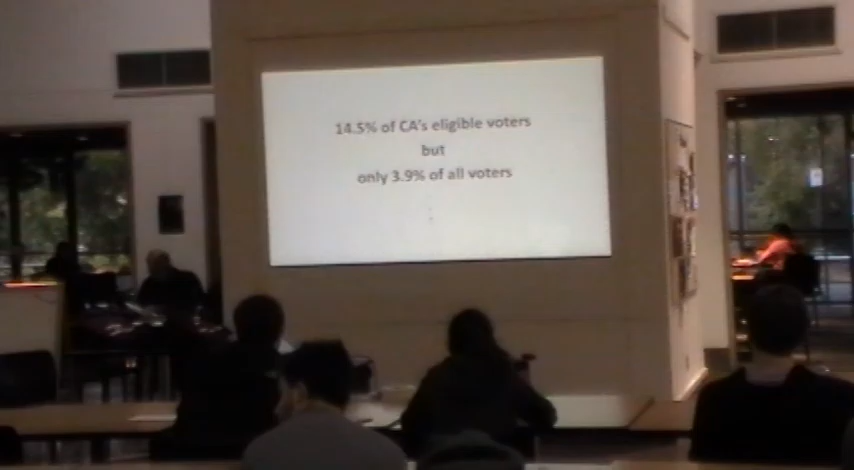 14.5% of CA's eligible voters
but
only 3.9% of all voters